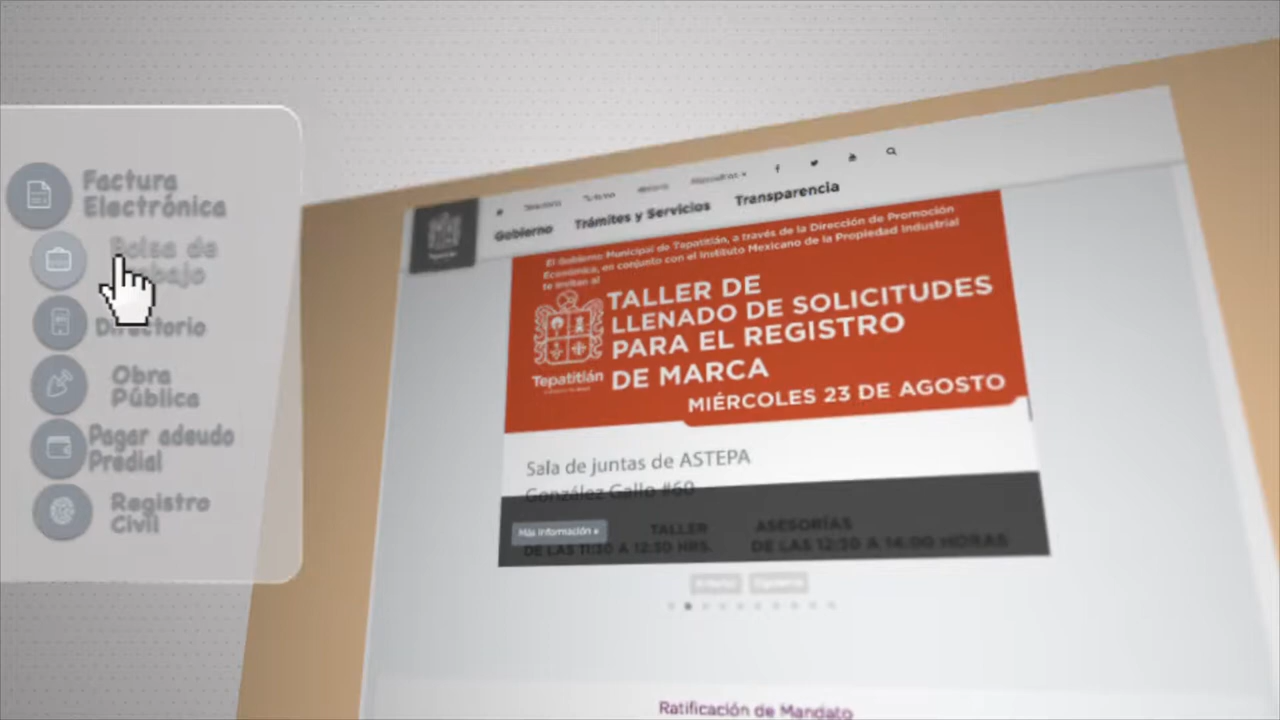 Factura
Electrónica
Bolsa de
Directorio
Obra
Pública
Pagar adeudo
Predial
Registro
Civil
Gobierno
Trámites y Servicios
Transparencia
El Gobierno Municipal de Tepatitlán, a través de la Dirección de Promoción
Económica, en conjunto con el Instituto Mexicano de la Propiedad Industrial
te invitan al
Tepatitlán
TALLER DE
LLENADO DE SOLICITUDES
PARA EL REGISTRO
DE MARCA
MIÉRCOLES 23 DE AGOSTO
Sala de juntas de ASTEPA
González Gallo #60
Más información »
TALLER
DE LAS 11:30 A 12:30 HRS.
ASESORÍAS
DE LAS 12:30 A 14:00 HORAS
Anterior
Siguiente
Ratificación de Mandato